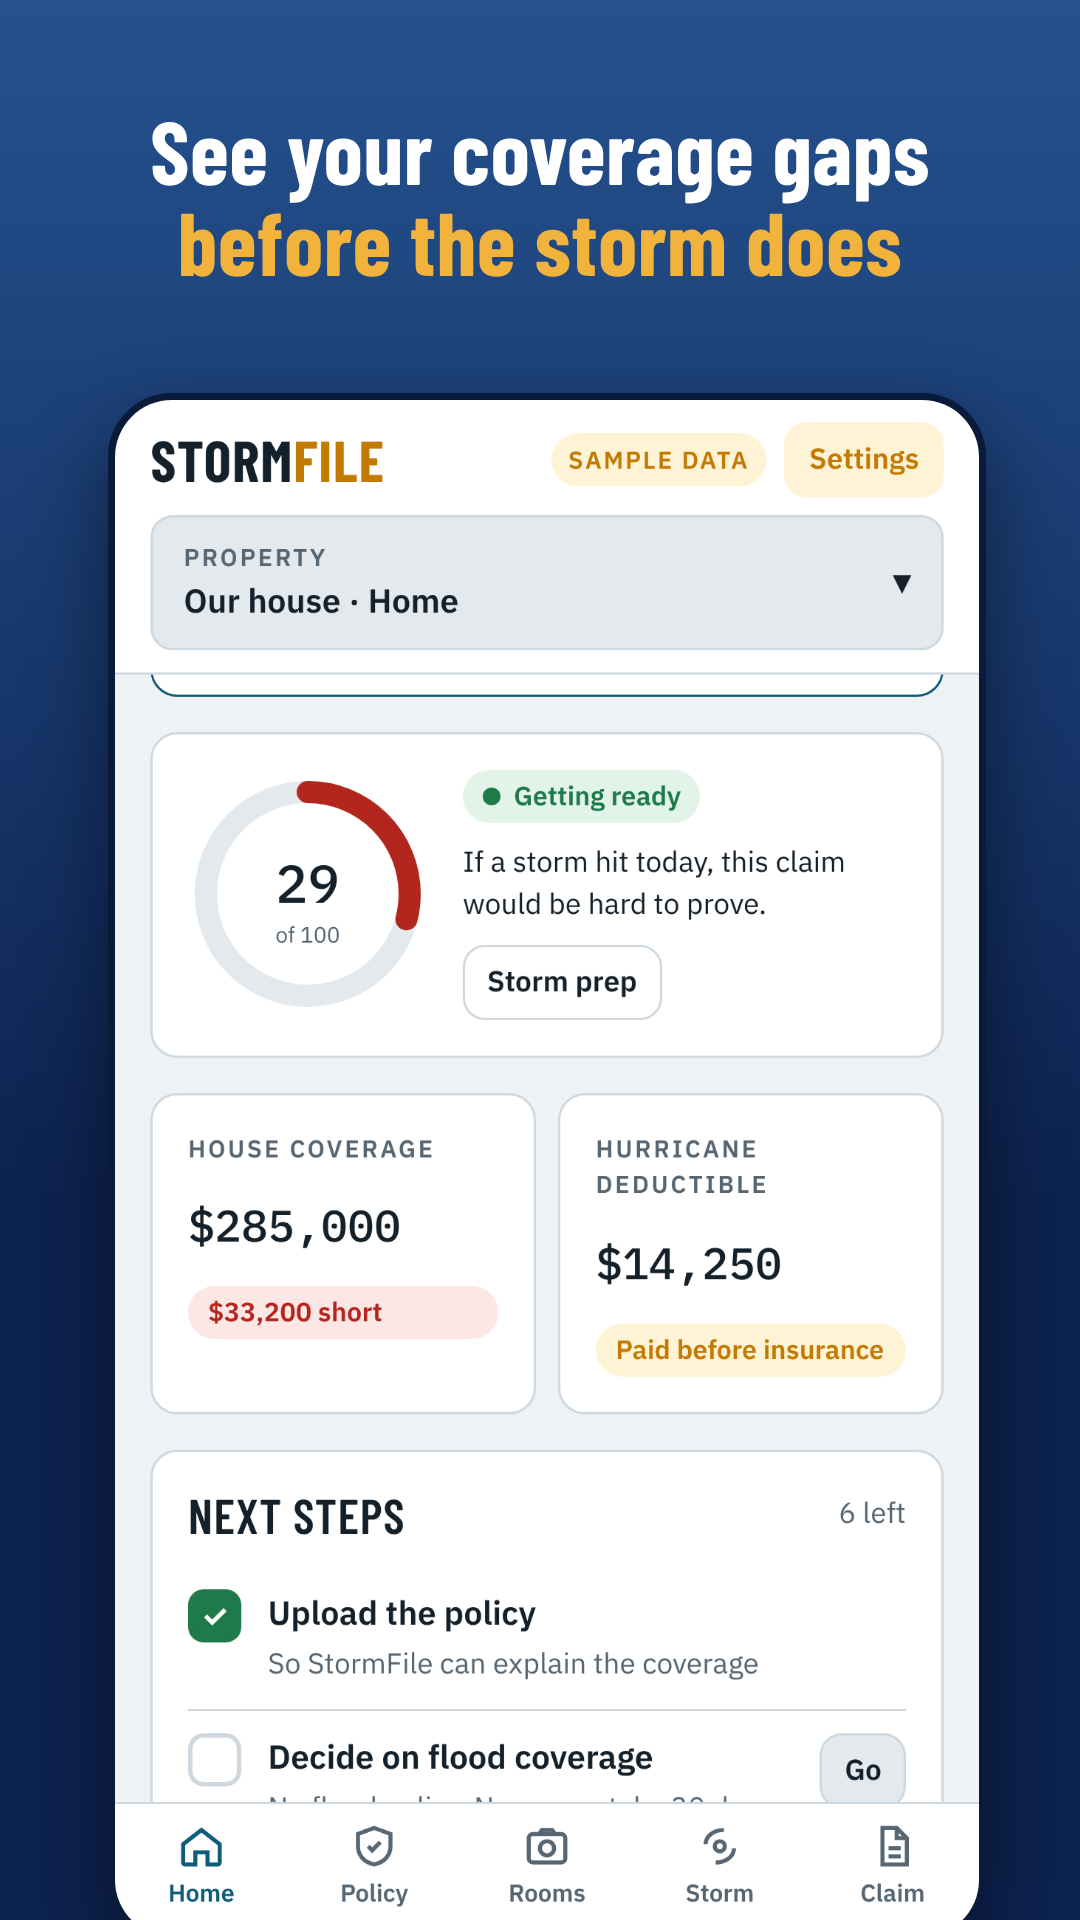 See your coverage gaps
before the storm does
STORMFILE
SAMPLE DATA
Settings
PROPERTY
Our house · Home
▼
29
of 100
Getting ready
If a storm hit today, this claim
would be hard to prove.
Storm prep
HOUSE COVERAGE
$285,000
$33,200 short
HURRICANE
DEDUCTIBLE
$14,250
Paid before insurance
NEXT STEPS
6 left
Upload the policy
So StormFile can explain the coverage
Decide on flood coverage
Go
Home
Policy
Rooms
Storm
Claim